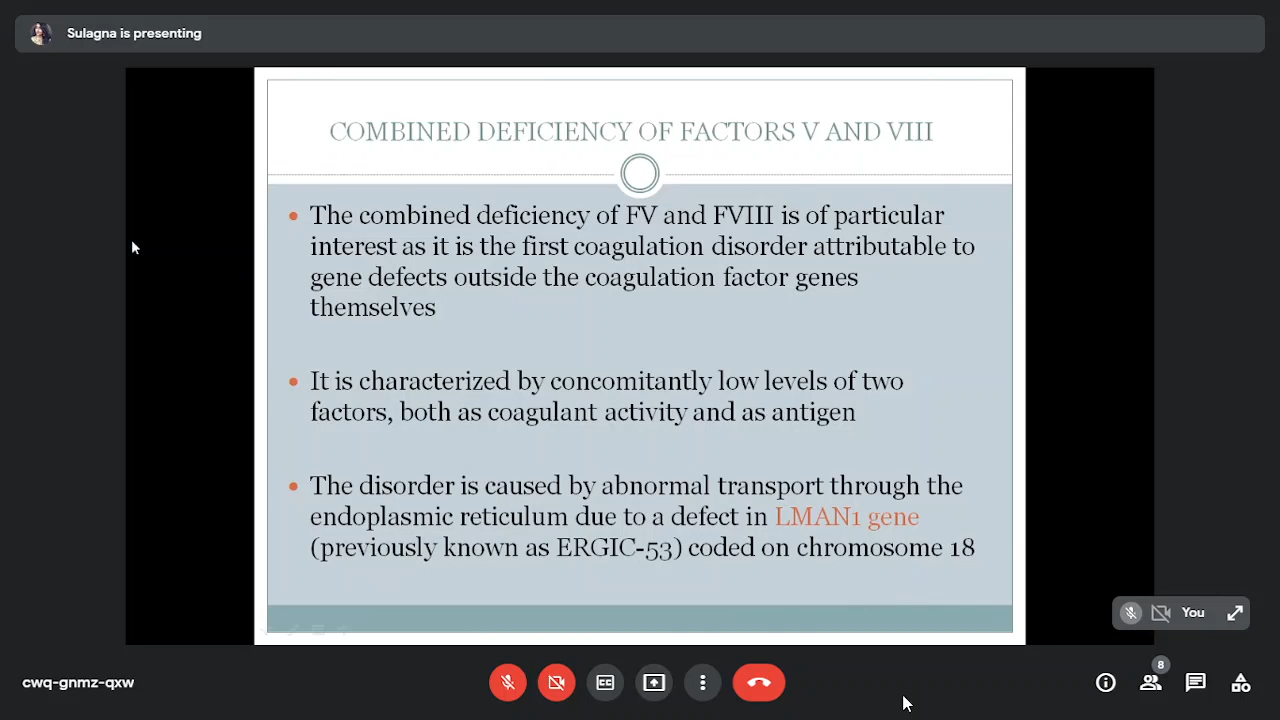 Sulagna is presenting
COMBINED DEFICIENCY OF FACTORS V AND VIII
• The combined deficiency of FV and FVIII is of particular
interest as it is the first coagulation disorder attributable to
gene defects outside the coagulation factor genes
themselves
• It is characterized by concomitantly low levels of two
factors, both as coagulant activity and as antigen
• The disorder is caused by abnormal transport through the
endoplasmic reticulum due to a defect in LMAN1 gene
(previously known as ERGIC-53) coded on chromosome 18
You
cwq-gnmz-qxw
CC
8